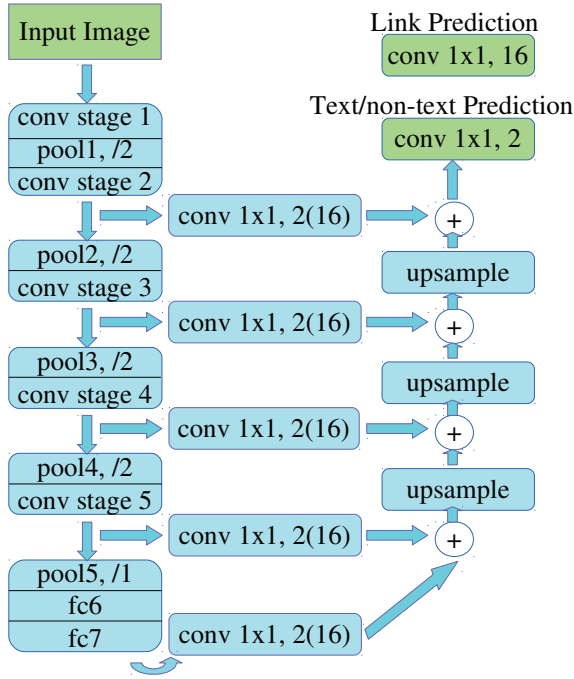 Input Image
conv stage 1
pool1, /2
conv stage 2
conv 1x1, 2(16)
pool2, /2
conv stage 3
conv 1x1, 2(16)
pool3, /2
conv stage 4
conv 1x1, 2(16)
pool4, /2
conv stage 5
conv 1x1, 2(16)
pool5, /1
fc6
fc7
conv 1x1, 2(16)
Link Prediction
conv 1x1, 16
Text/non-text Prediction
conv 1x1, 2
+
upsample
+
upsample
+
upsample
+